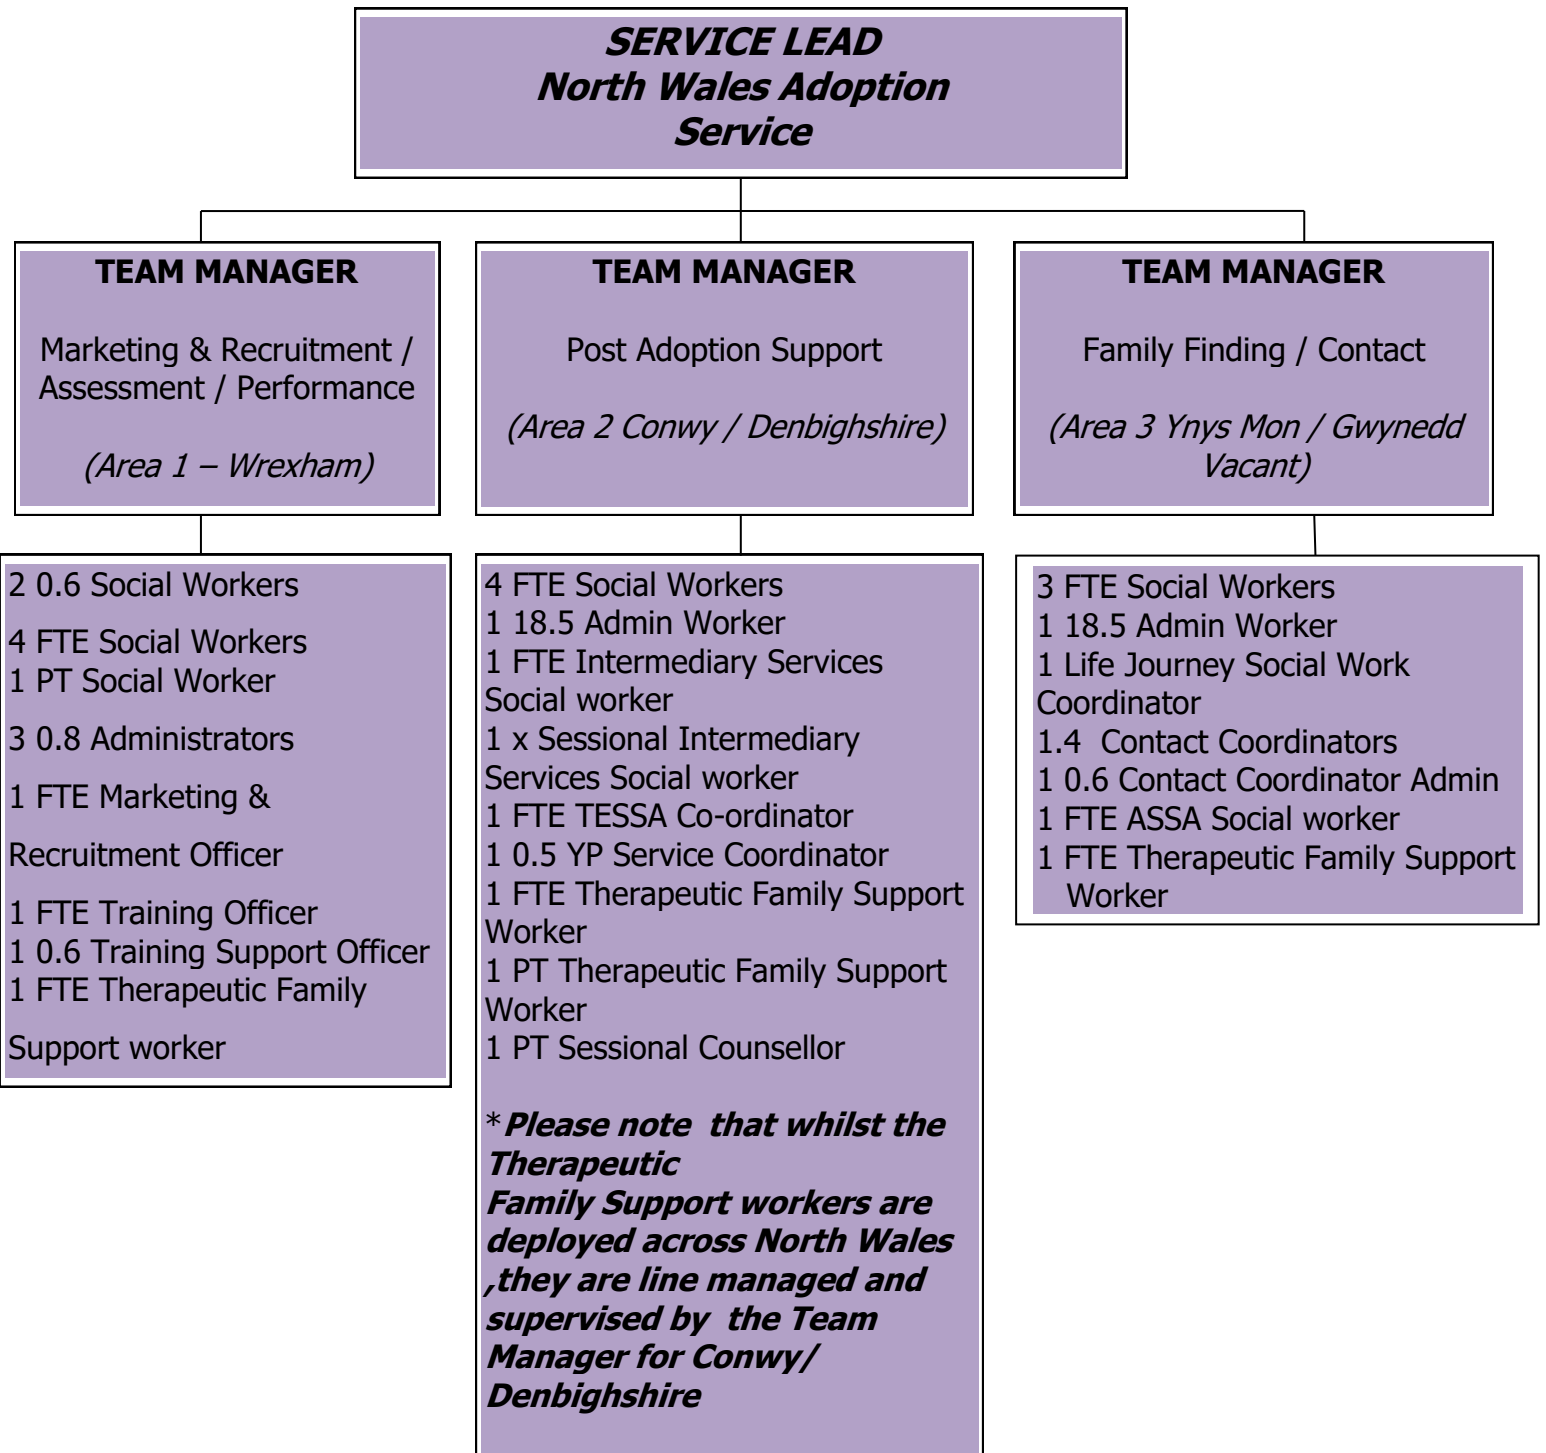 SERVICE LEAD
North Wales Adoption
Service
TEAM MANAGER
Marketing & Recruitment /
Assessment / Performance
(Area 1 – Wrexham)
TEAM MANAGER
Post Adoption Support
(Area 2 Conwy / Denbighshire)
TEAM MANAGER
Family Finding / Contact
(Area 3 Ynys Mon / Gwynedd
Vacant)
2 0.6 Social Workers
4 FTE Social Workers
1 PT Social Worker
3 0.8 Administrators
1 FTE Marketing &
Recruitment Officer
1 FTE Training Officer
1 0.6 Training Support Officer
1 FTE Therapeutic Family
Support worker
4 FTE Social Workers
1 18.5 Admin Worker
1 FTE Intermediary Services
Social worker
1 x Sessional Intermediary
Services Social worker
1 FTE TESSA Co-ordinator
1 0.5 YP Service Coordinator
1 FTE Therapeutic Family Support
Worker
1 PT Therapeutic Family Support
Worker
1 PT Sessional Counsellor
*Please note  that whilst the
Therapeutic
Family Support workers are
deployed across North Wales
,they are line managed and
supervised by  the Team
Manager for Conwy/
Denbighshire
3 FTE Social Workers
1 18.5 Admin Worker
1 Life Journey Social Work
Coordinator
1.4  Contact Coordinators
1 0.6 Contact Coordinator Admin
1 FTE ASSA Social worker
1 FTE Therapeutic Family Support
Worker